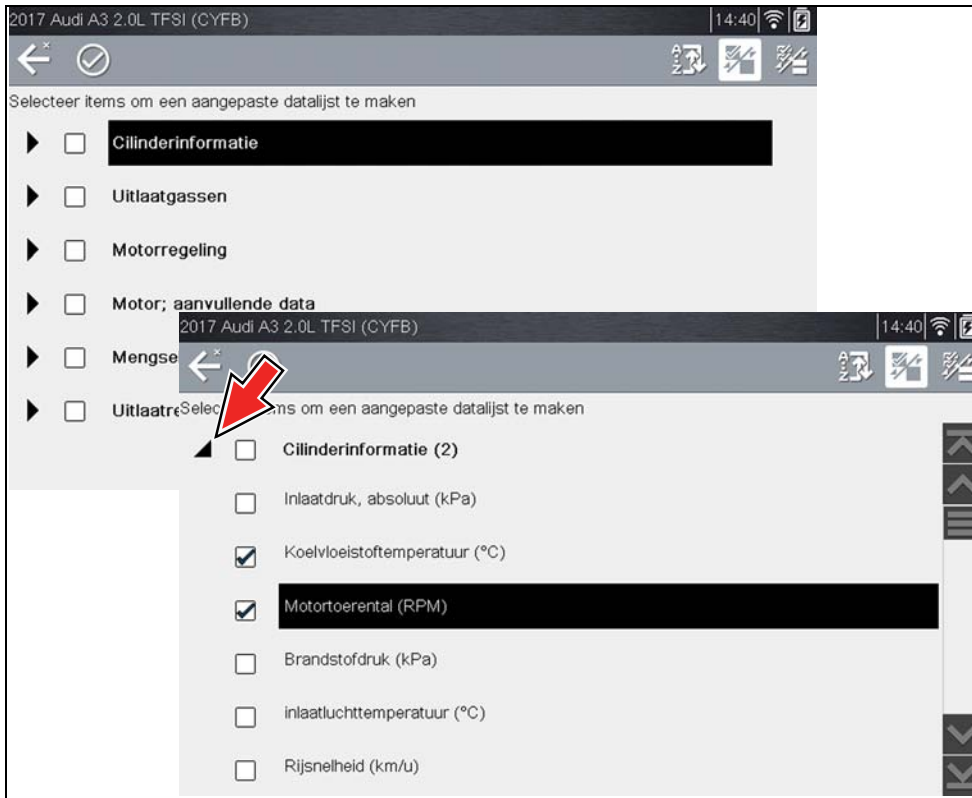 2017 Audi A3 2.0L TFSI (CYFB)
14:40
Selecteer items om een aangepaste datalijst te maken
Cilinderinformatie
Uitlaatgassen
Motorregeling
Motor; aanvullende data
Mengse
Uitlaatre
2017 Audi A3 2.0L TFSI (CYFB)
14:40
Selec ms om een aangepaste datalijst te maken
Cilinderinformatie (2)
Inlaatdruk, absoluut (kPa)
Koelvloeistoftemperatuur (°C)
Motortoerental (RPM)
Brandstofdruk (kPa)
inlaatluchttemperatuur (°C)
Rijsnelheid (km/u)